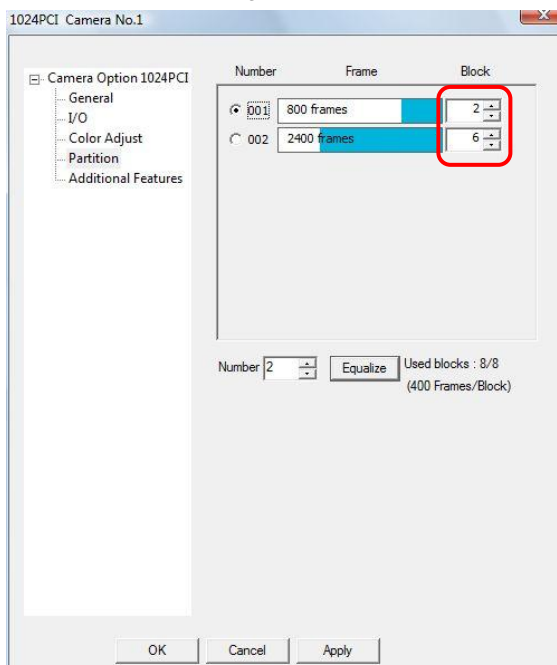 1024PCI Camera No.1
Camera Option 1024PCI
General
I/O
Color Adjust
Partition
Additional Features
Number Frame Block
001 800 frames 2
002 2400 frames 6
Number 2 Equalize Used blocks : 8/8
(400 Frames/Block)
OK Cancel Apply